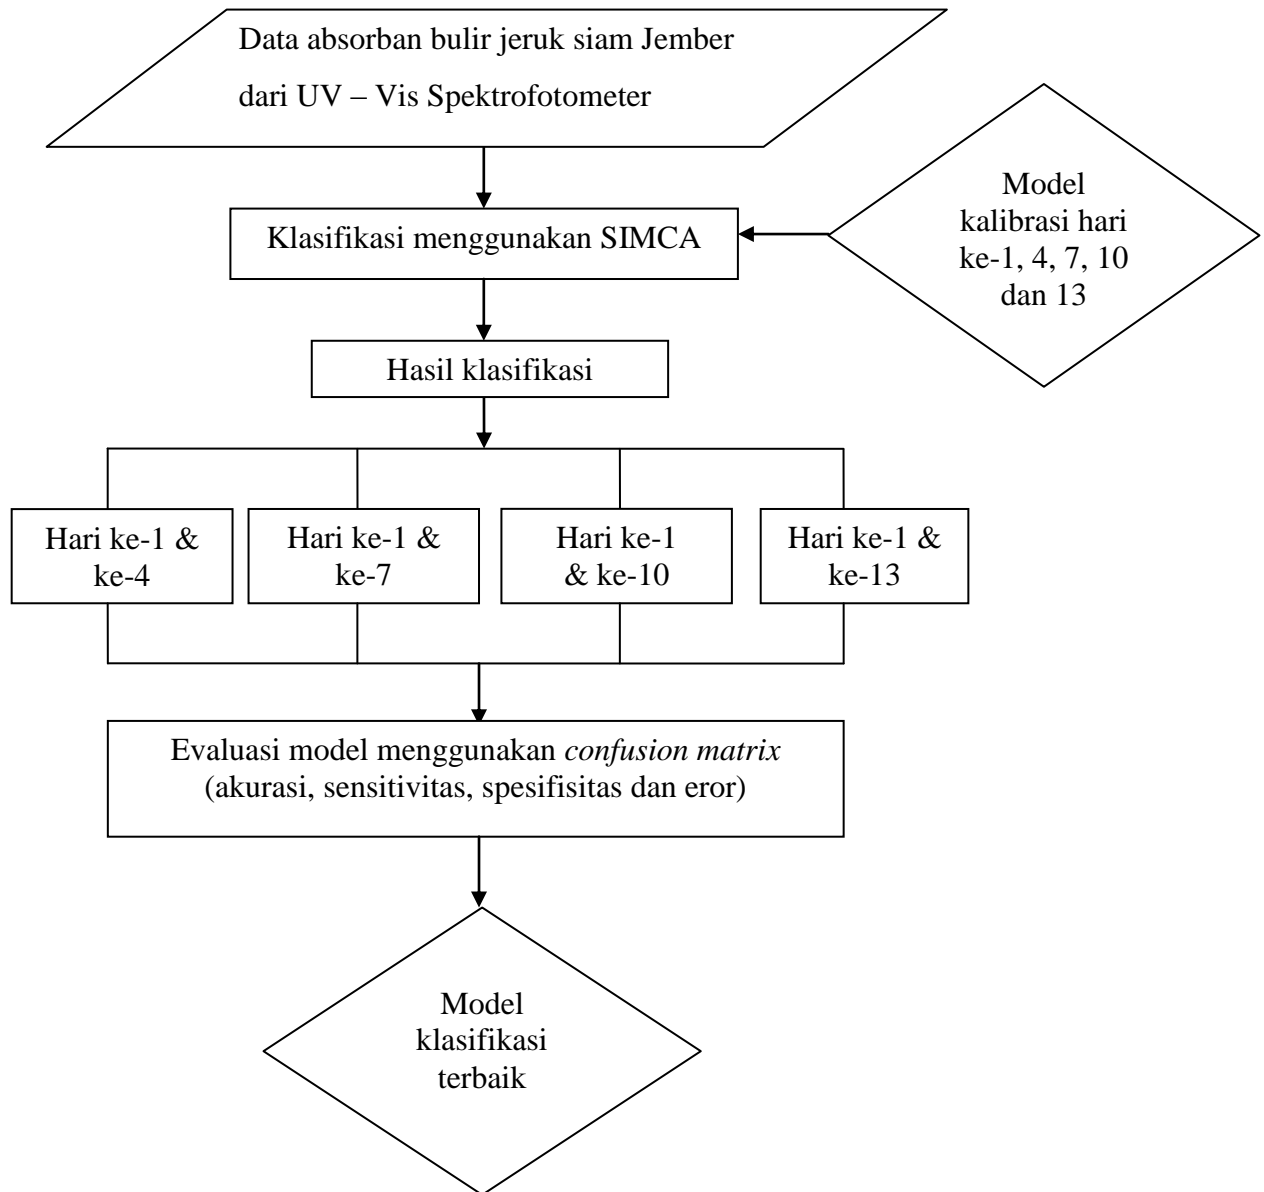 Data absorban bulir jeruk siam Jember
dari UV – Vis Spektrofotometer
Model
kalibrasi hari
ke-1, 4, 7, 10
dan 13
Klasifikasi menggunakan SIMCA
Hasil klasifikasi
Hari ke-1 &
ke-4
Hari ke-1 &
ke-7
Hari ke-1
& ke-10
Hari ke-1 &
ke-13
Evaluasi model menggunakan confusion matrix
(akurasi, sensitivitas, spesifisitas dan eror)
Model
klasifikasi
terbaik